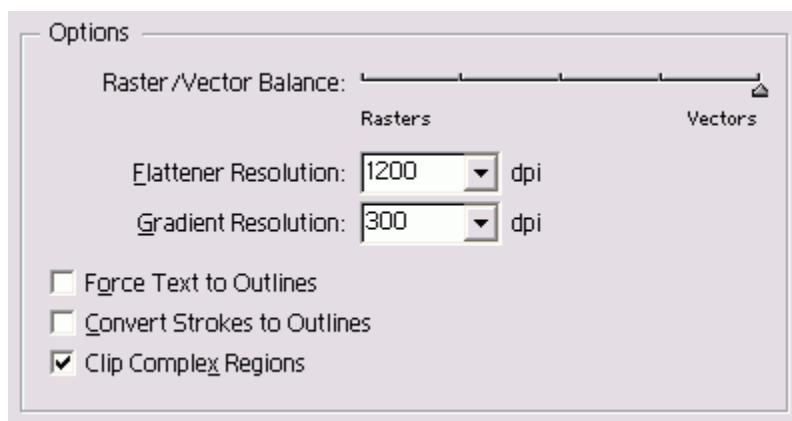 Options
Raster/Vector Balance:
Rasters Vectors
Flattener Resolution: 1200 dpi
Gradient Resolution: 300 dpi
Force Text to Outlines
Convert Strokes to Outlines
Clip Complex Regions